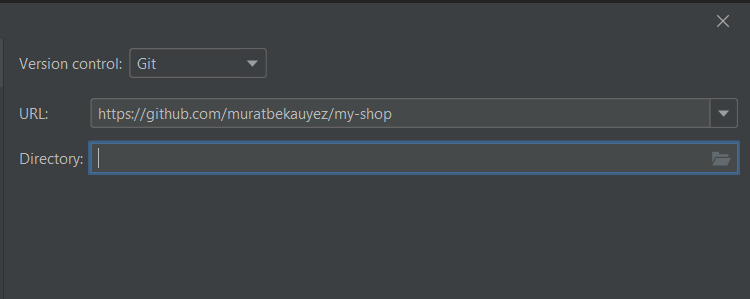 Version control: Git
URL: https://github.com/muratbekauyez/my-shop
Directory: